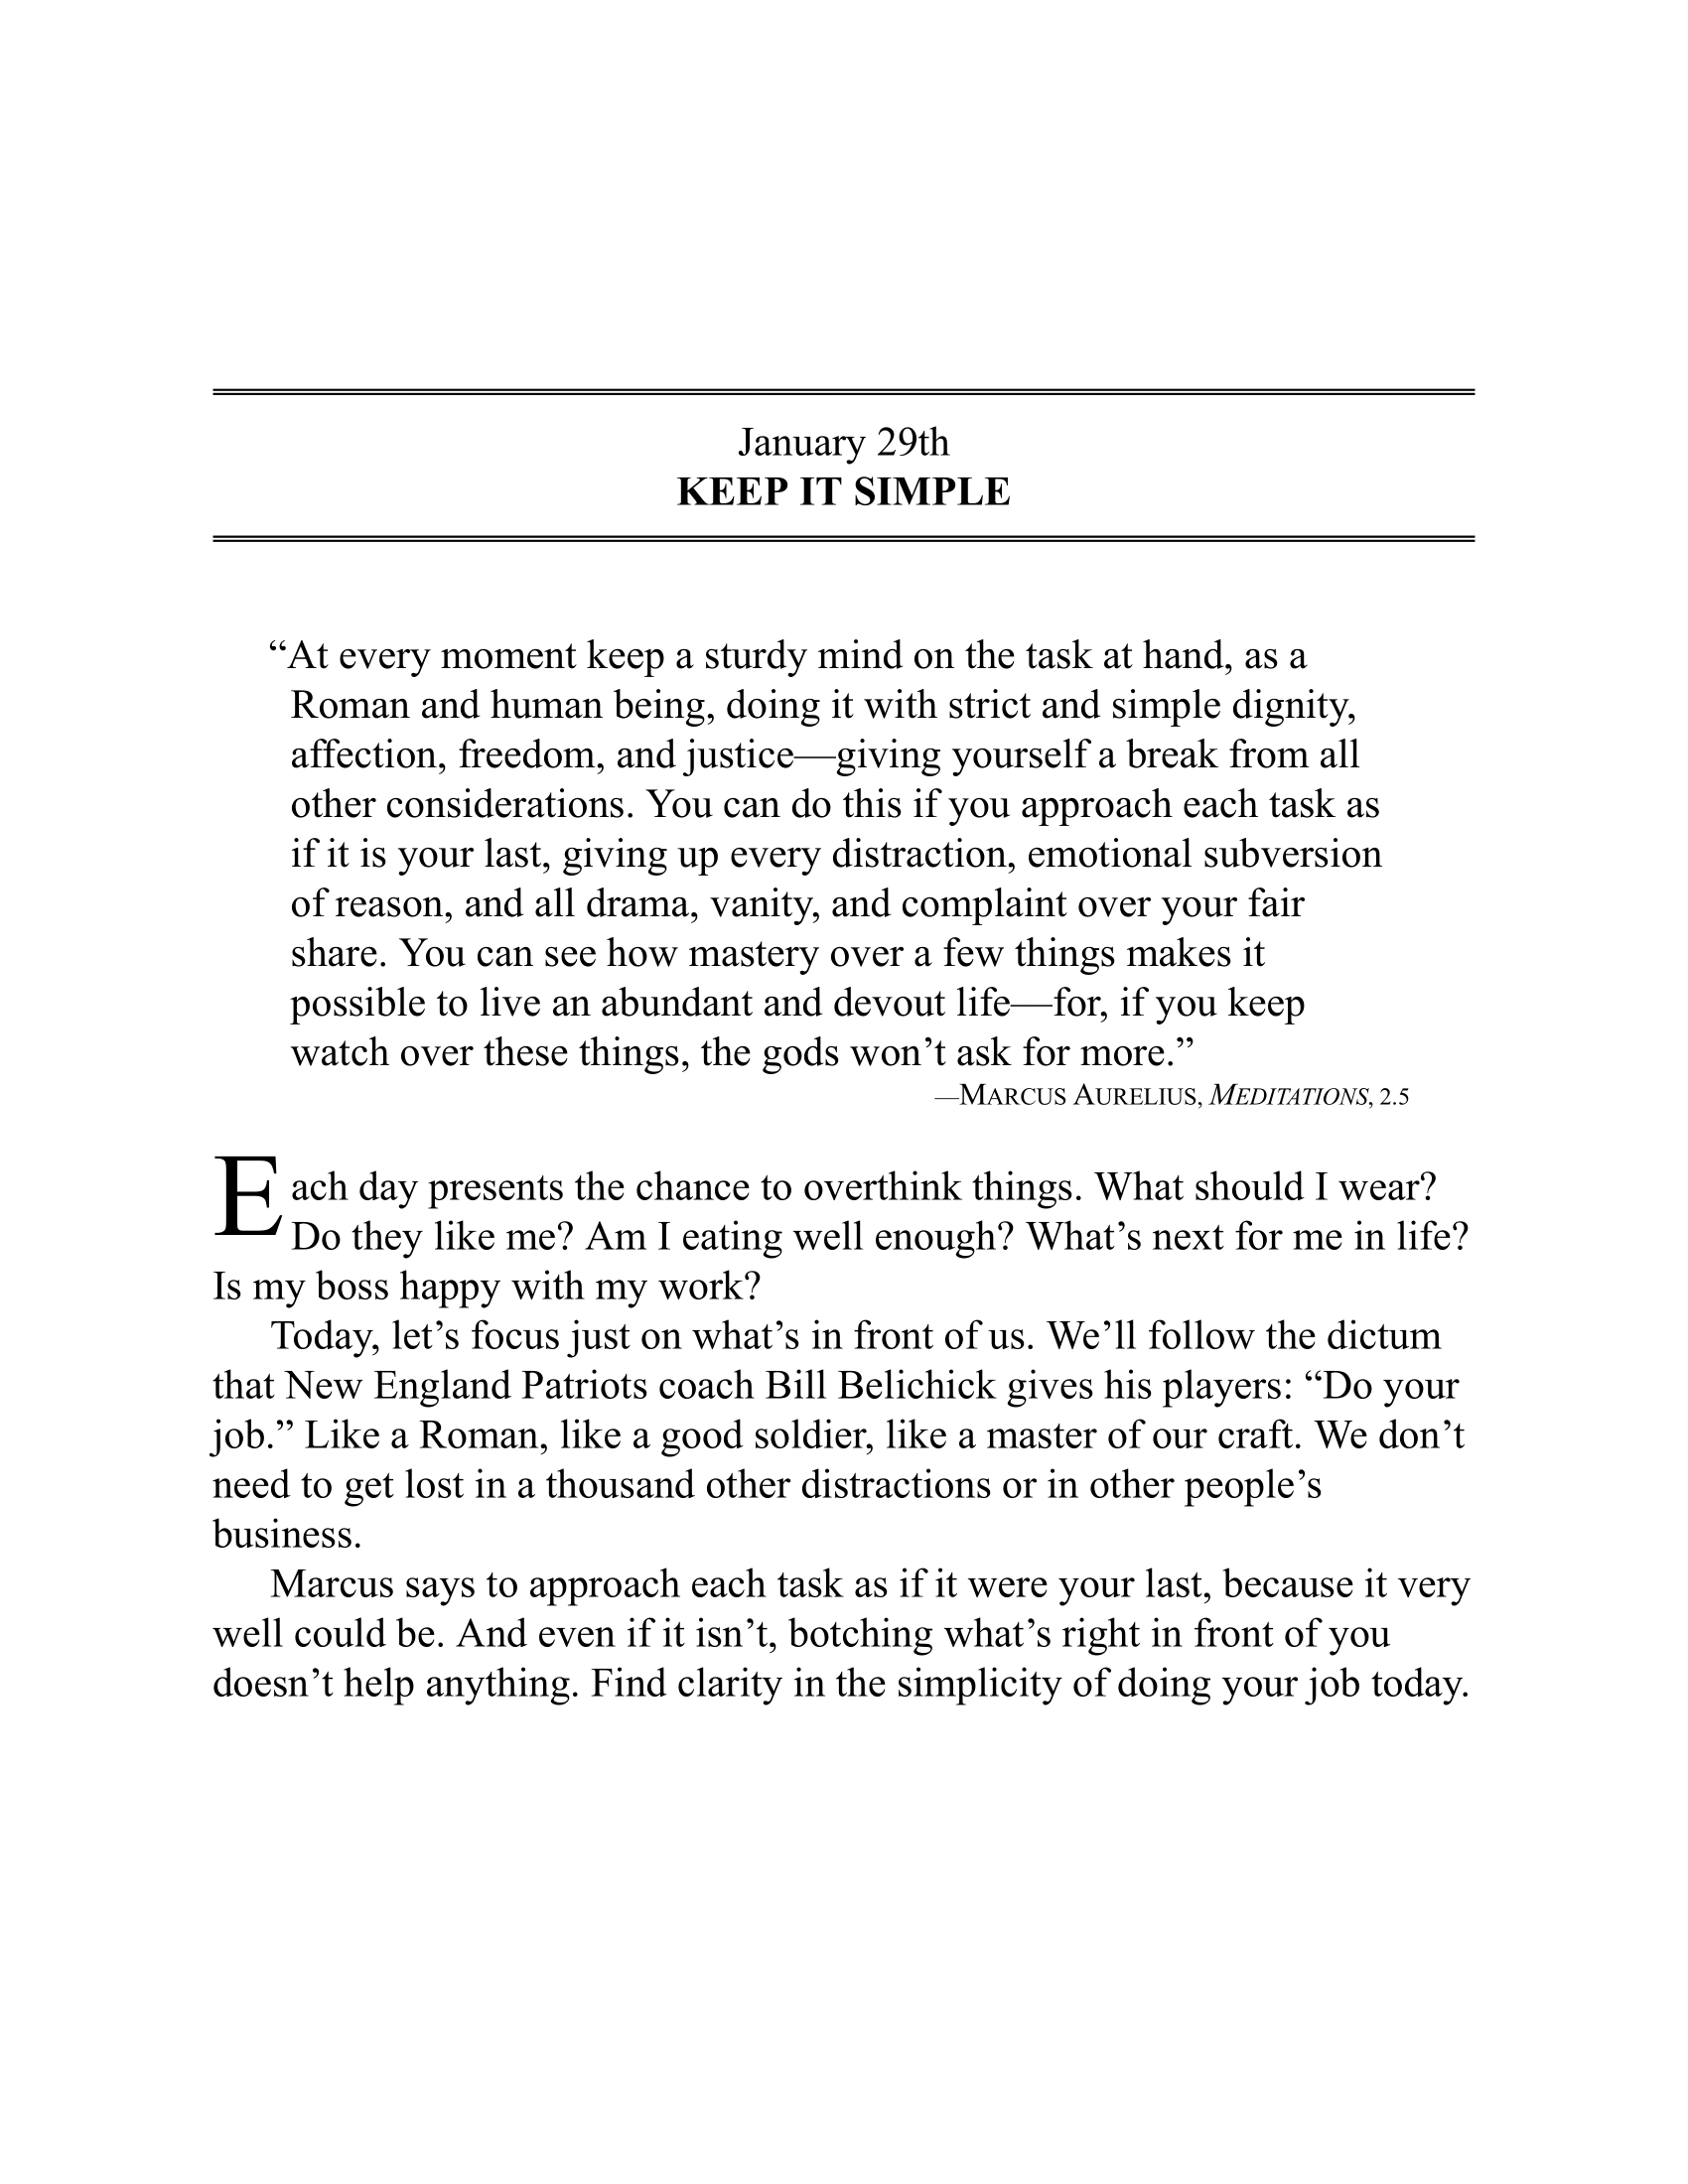 January 29th
KEEP IT SIMPLE
“At every moment keep a sturdy mind on the task at hand, as a
Roman and human being, doing it with strict and simple dignity,
affection, freedom, and justice—giving yourself a break from all
other considerations. You can do this if you approach each task as
if it is your last, giving up every distraction, emotional subversion
of reason, and all drama, vanity, and complaint over your fair
share. You can see how mastery over a few things makes it
possible to live an abundant and devout life—for, if you keep
watch over these things, the gods won’t ask for more.”
—MARCUS AURELIUS, MEDITATIONS, 2.5
Each day presents the chance to overthink things. What should I wear?
Do they like me? Am I eating well enough? What’s next for me in life?
Is my boss happy with my work?
Today, let’s focus just on what’s in front of us. We’ll follow the dictum
that New England Patriots coach Bill Belichick gives his players: “Do your
job.” Like a Roman, like a good soldier, like a master of our craft. We don’t
need to get lost in a thousand other distractions or in other people’s
business.
Marcus says to approach each task as if it were your last, because it very
well could be. And even if it isn’t, botching what’s right in front of you
doesn’t help anything. Find clarity in the simplicity of doing your job today.